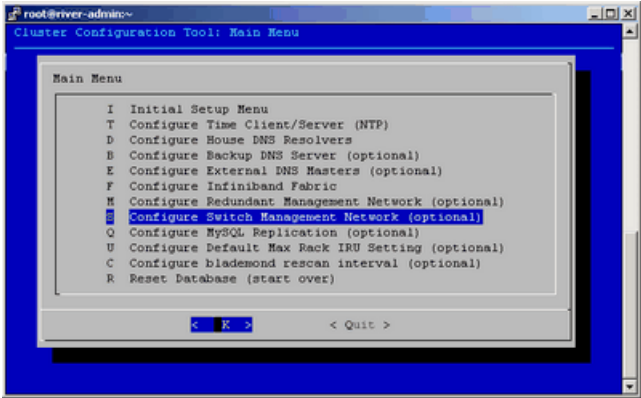 root@river-admin:~
Cluster Configuration Tool: Main Menu
Main Menu
I Initial Setup Menu
T Configure Time Client/Server (NTP)
D Configure House DNS Resolvers
B Configure Backup DNS Server (optional)
E Configure External DNS Masters (optional)
F Configure Infiniband Fabric
M Configure Redundant Management Network (optional)
S Configure Switch Management Network (optional)
Q Configure MySQL Replication (optional)
U Configure Default Max Rack IRU Setting (optional)
C Configure blademond rescan interval (optional)
R Reset Database (start over)
< K > < Quit >